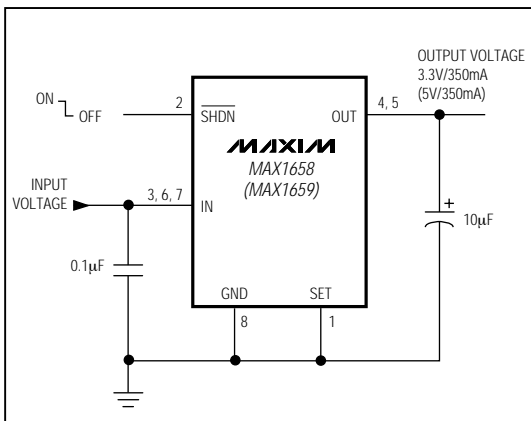 OUTPUT VOLTAGE
3.3V/350mA
(5V/350mA)
ON
OFF
2
SHDN
OUT
4, 5
MAXIM
MAX1658
(MAX1659)
INPUT
VOLTAGE
3, 6, 7
IN
+
10µF
0.1µF
GND
SET
8
1